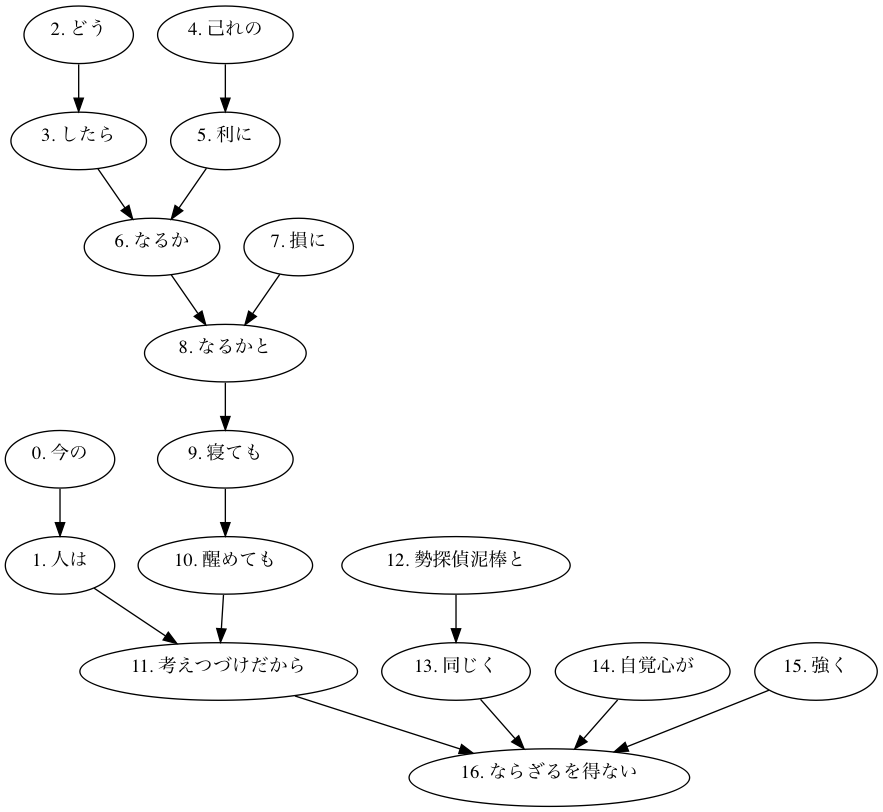 2. どう
4. 己れの
3. したら
5. 利に
6. なるか
7. 損に
8. なるかと
0. 今の
9. 寝ても
1. 人は
10. 醒めても
12. 勢探偵泥棒と
11. 考えつづけだから
13. 同じく
14. 自覚心が
15. 強く
16. ならざるを得ない